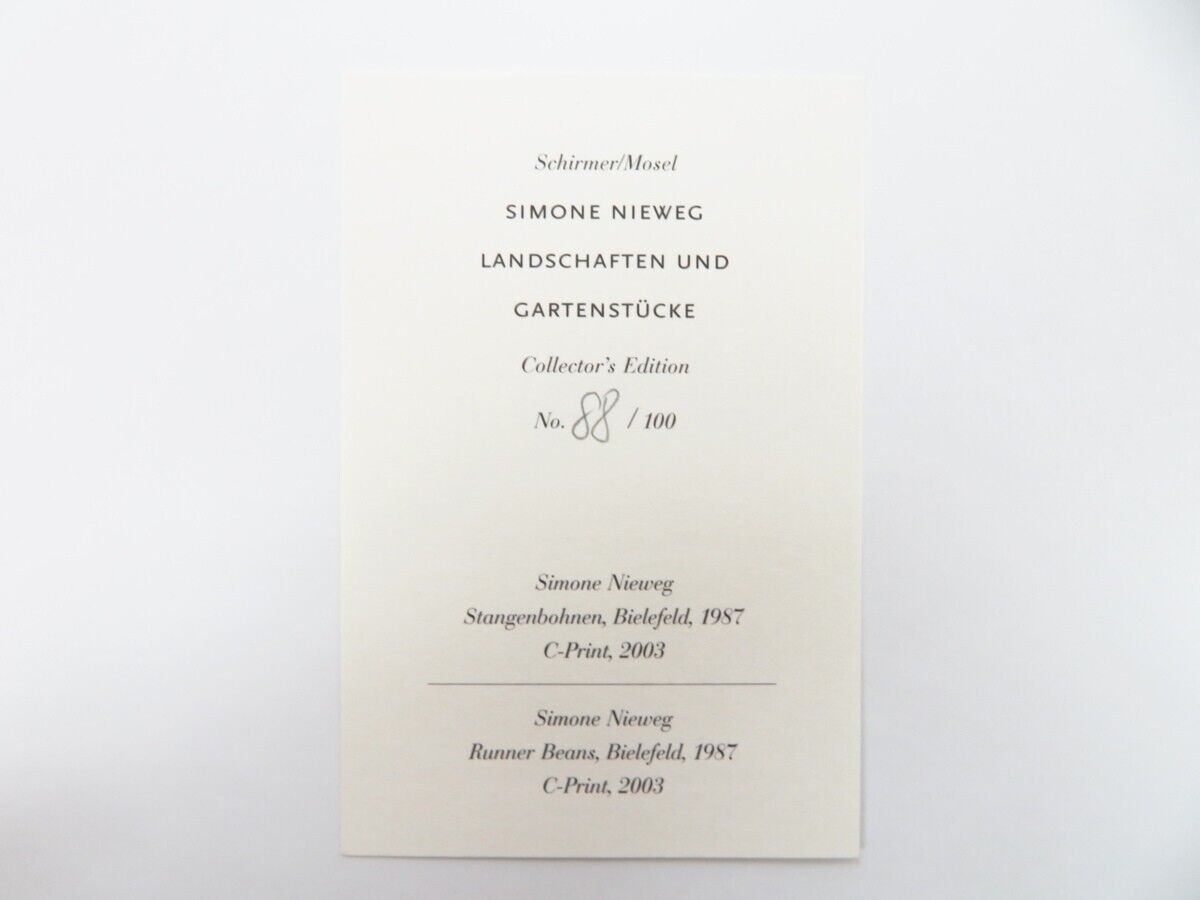 Schirmer/Mosel
SIMONE NIEWEG
LANDSCHAFTEN UND
GARTENSTÜCKE
Collector's Edition
No. 88 / 100
Simone Nieweg
Stangenbohnen, Bielefeld, 1987
C-Print, 2003
Simone Nieweg
Runner Beans, Bielefeld, 1987
C-Print, 2003